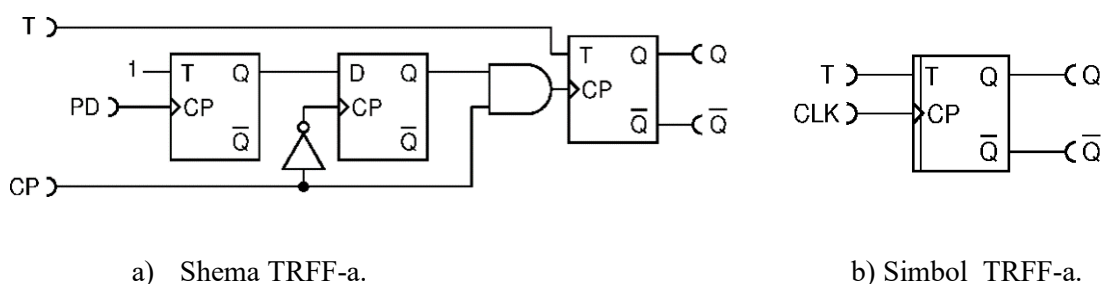 T
T Q Q
1 T Q D Q
T Q Q
PD CP CP CP
CLK CP
Q̅ Q̅ Q̅ Q̅
Q̅ Q̅
CP
a) Shema TRFF-a.
b) Simbol TRFF-a.